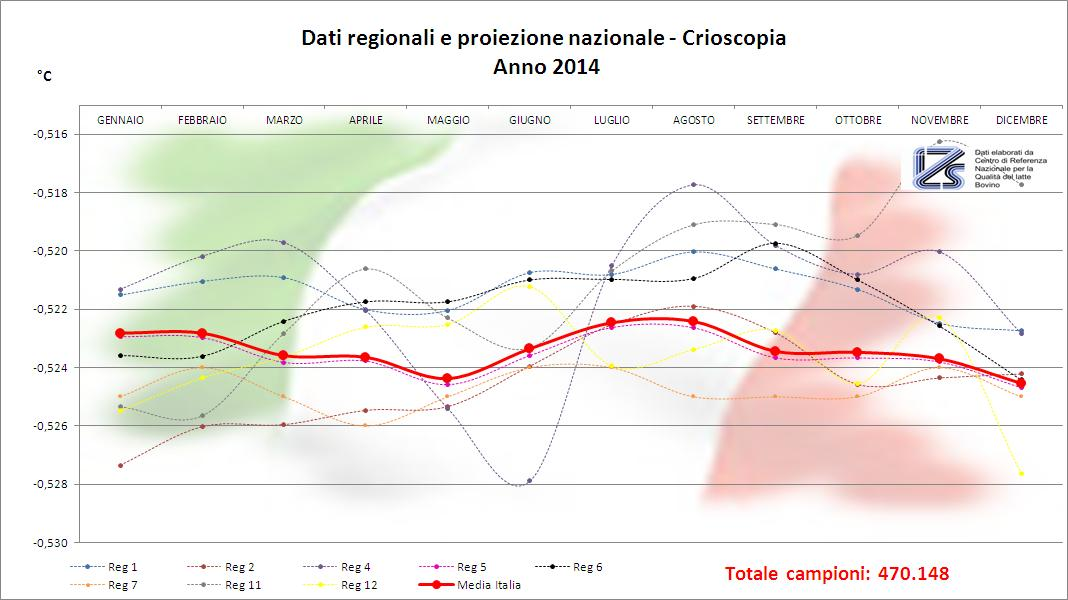 Dati regionali e proiezione nazionale - Crioscopia
Anno 2014
°C
GENNAIO FEBBRAIO MARZO APRILE MAGGIO GIUGNO LUGLIO AGOSTO SETTEMBRE OTTOBRE NOVEMBRE DICEMBRE
-0,516
-0,518
-0,520
-0,522
-0,524
-0,526
-0,528
-0,530
IZS
Dati elaborati da
Centro di Referenza
Nazionale per la
Qualità del latte
Bovino
Reg 1 Reg 2 Reg 4 Reg 5 Reg 6
Reg 7 Reg 11 Reg 12 Media Italia
Totale campioni: 470.148